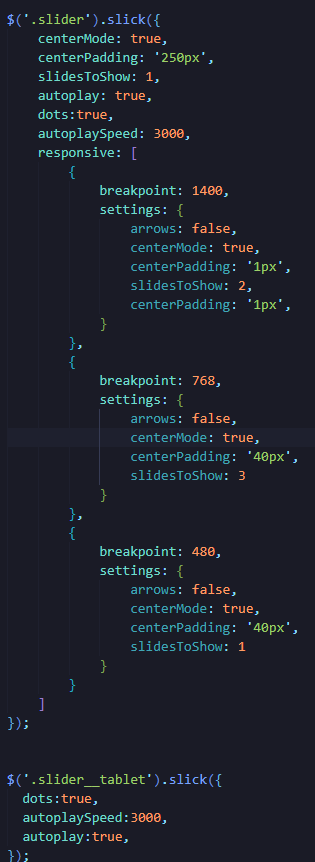 $('.slider').slick({
    centerMode: true,
    centerPadding: '250px',
    slidesToShow: 1,
    autoplay: true,
    dots:true,
    autoplaySpeed: 3000,
    responsive: [
        {
            breakpoint: 1400,
            settings: {
                arrows: false,
                centerMode: true,
                centerPadding: '1px',
                slidesToShow: 2,
                centerPadding: '1px',
            }
        },
        {
            breakpoint: 768,
            settings: {
                arrows: false,
                centerMode: true,
                centerPadding: '40px',
                slidesToShow: 3
            }
        },
        {
            breakpoint: 480,
            settings: {
                arrows: false,
                centerMode: true,
                centerPadding: '40px',
                slidesToShow: 1
            }
        }
    ]
});
$('.slider__tablet').slick({
  dots:true,
  autoplaySpeed:3000,
  autoplay:true,
});